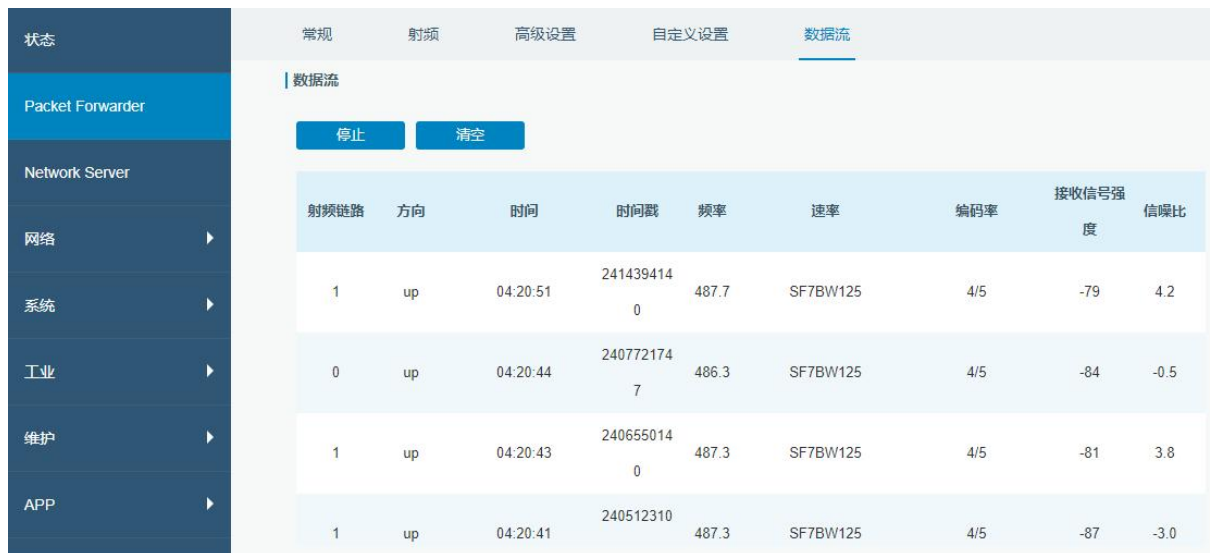 状态
Packet Forwarder
Network Server
网络
系统
工业
维护
APP
常规 射频 高级设置 自定义设置 数据流
数据流
停止 清空
射频链路 方向 时间 时间戳 频率 速率 编码率 接收信号强度 信噪比
1 up 04:20:51 2414394140 487.7 SF7BW125 4/5 -79 4.2
0 up 04:20:44 2407721747 486.3 SF7BW125 4/5 -84 -0.5
1 up 04:20:43 2406550140 487.3 SF7BW125 4/5 -81 3.8
1 up 04:20:41 240512310 487.3 SF7BW125 4/5 -87 -3.0